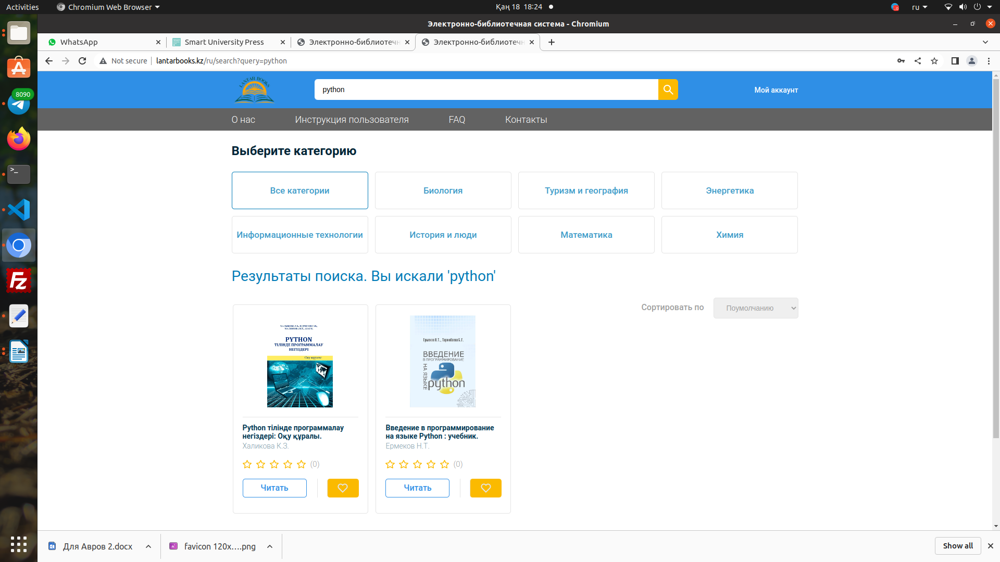 Activities
Chromium Web Browser
Қаң 18 18:24
ru
Электронно-библиотечная система - Chromium
WhatsApp
Smart University Press
Электронно-библиотечн
Электронно-библиотечн
Not secure
lantarbooks.kz/ru/search?query=python
LANTAR BOOKS
python
Мой аккаунт
О нас
Инструкция пользователя
FAQ
Контакты
8090
Выберите категорию
Все категории
Биология
Туризм и география
Энергетика
Информационные технологии
История и люди
Математика
Химия
Результаты поиска. Вы искали 'python'
Сортировать по
Поумолчанию
PYTHON
ТІЛІНДЕ ПРОГРАММАЛАУ
НЕГІЗДЕРІ
Оқу құралы
Ермеков Н.Т.,
ВВЕДЕНИЕ
В ПРОГРАММИРОВАНИЕ
НА ЯЗЫКЕ
python
Python тілінде программалау
негіздері: Оқу құралы.
Халикова К.З.
(0)
Читать
Введение в программирование
на языке Python : учебник.
Ермеков Н.Т.
(0)
Читать
Для Авров 2.docx
favicon 120x....png
Show all